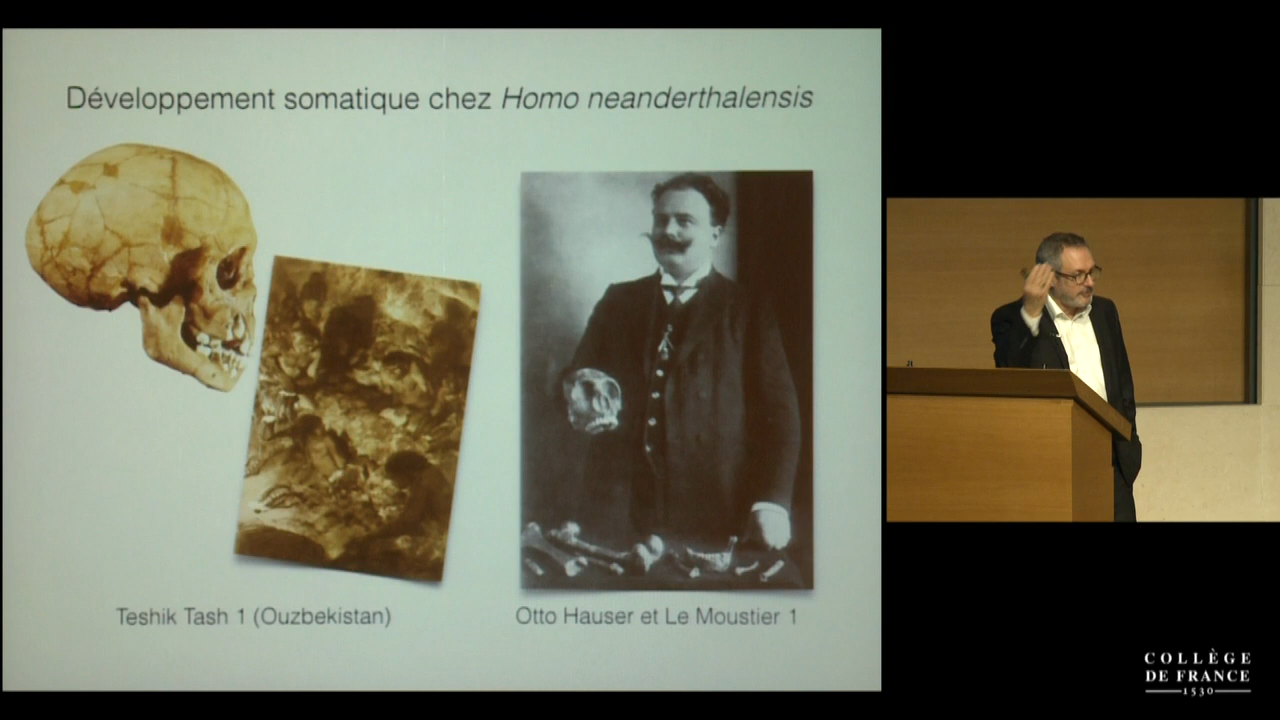 Développement somatique chez Homo neanderthalensis
Teshik Tash 1 (Ouzbekistan)
Otto Hauser et Le Moustier 1
COLLÈGE
DE FRANCE
1530